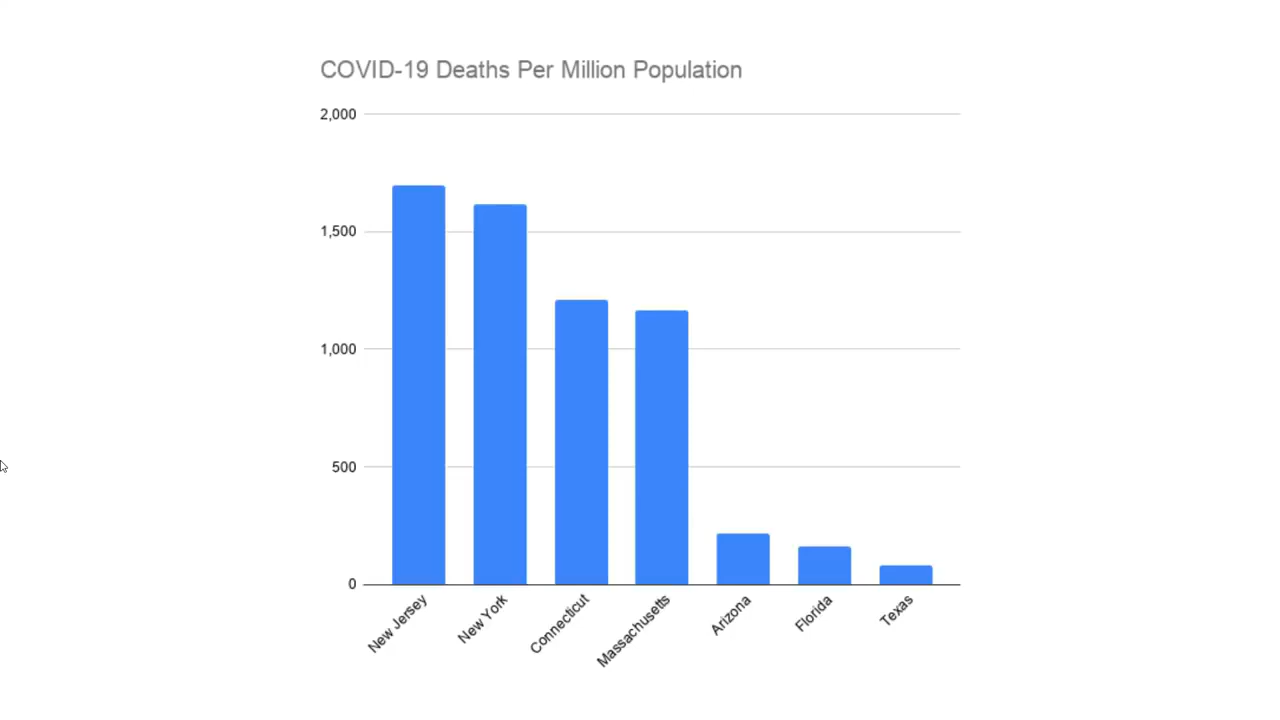 COVID-19 Deaths Per Million Population
2,000
1,500
1,000
500
0
New Jersey
New York
Connecticut
Massachusetts
Arizona
Florida
Texas